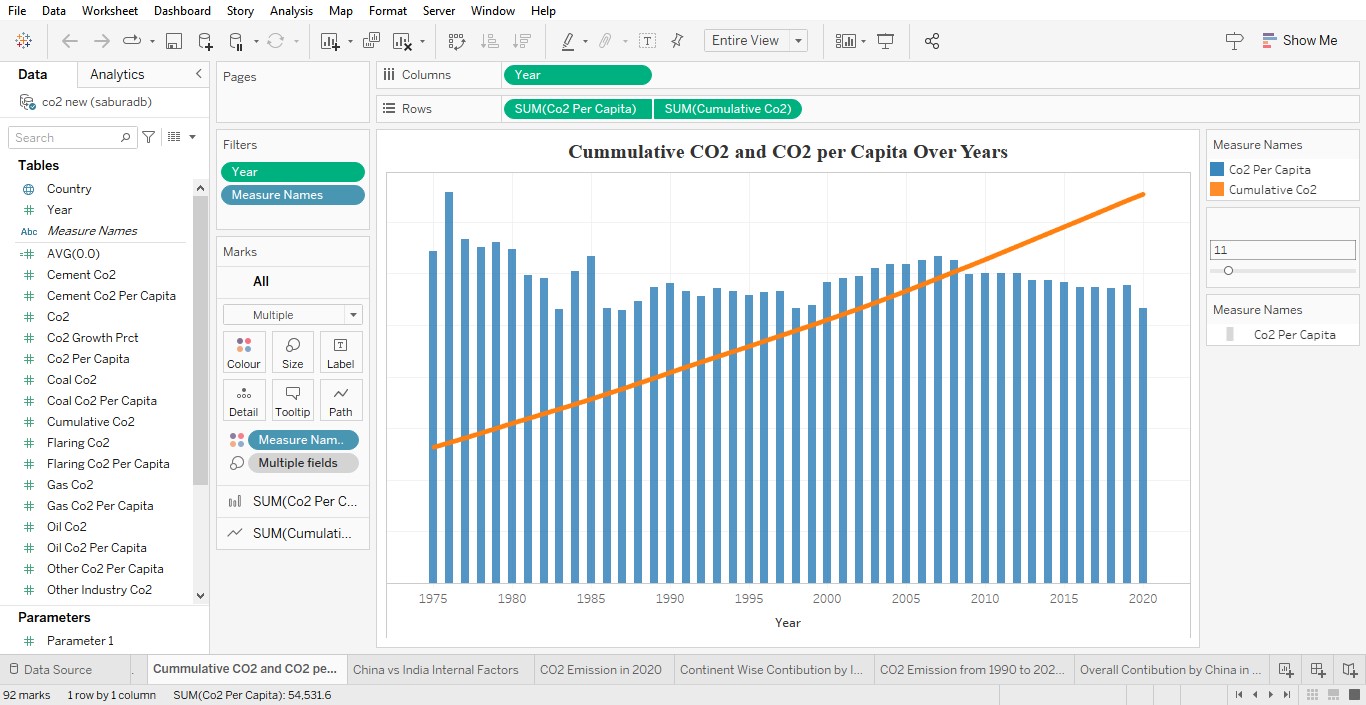 File Data Worksheet Dashboard Story Analysis Map Format Server Window Help
Entire View
Show Me
Data Analytics
co2 new (saburadb)
Search
Tables
Country
Year
Abc Measure Names
AVG(0.0)
Cement Co2
Cement Co2 Per Capita
Co2
Co2 Growth Prct
Co2 Per Capita
Coal Co2
Coal Co2 Per Capita
Cumulative Co2
Flaring Co2
Flaring Co2 Per Capita
Gas Co2
Gas Co2 Per Capita
Oil Co2
Oil Co2 Per Capita
Other Co2 Per Capita
Other Industry Co2
Parameters
Parameter 1
Pages
Filters
Year
Measure Names
Marks
All
Multiple
Colour Size Label
Detail Tooltip Path
Measure Nam..
Multiple fields
SUM(Co2 Per C...
SUM(Cumulati...
Columns Year
Rows SUM(Co2 Per Capita) SUM(Cumulative Co2)
Cummulative CO2 and CO2 per Capita Over Years
1975 1980 1985 1990 1995 2000 2005 2010 2015 2020
Year
Measure Names
Co2 Per Capita
Cumulative Co2
11
Measure Names
Co2 Per Capita
Data Source . Cummulative CO2 and CO2 pe... China vs India Internal Factors CO2 Emission in 2020 Continent Wise Contibution by I... CO2 Emission from 1990 to 202... Overall Contibution by China in ...
92 marks 1 row by 1 column SUM(Co2 Per Capita): 54,531.6